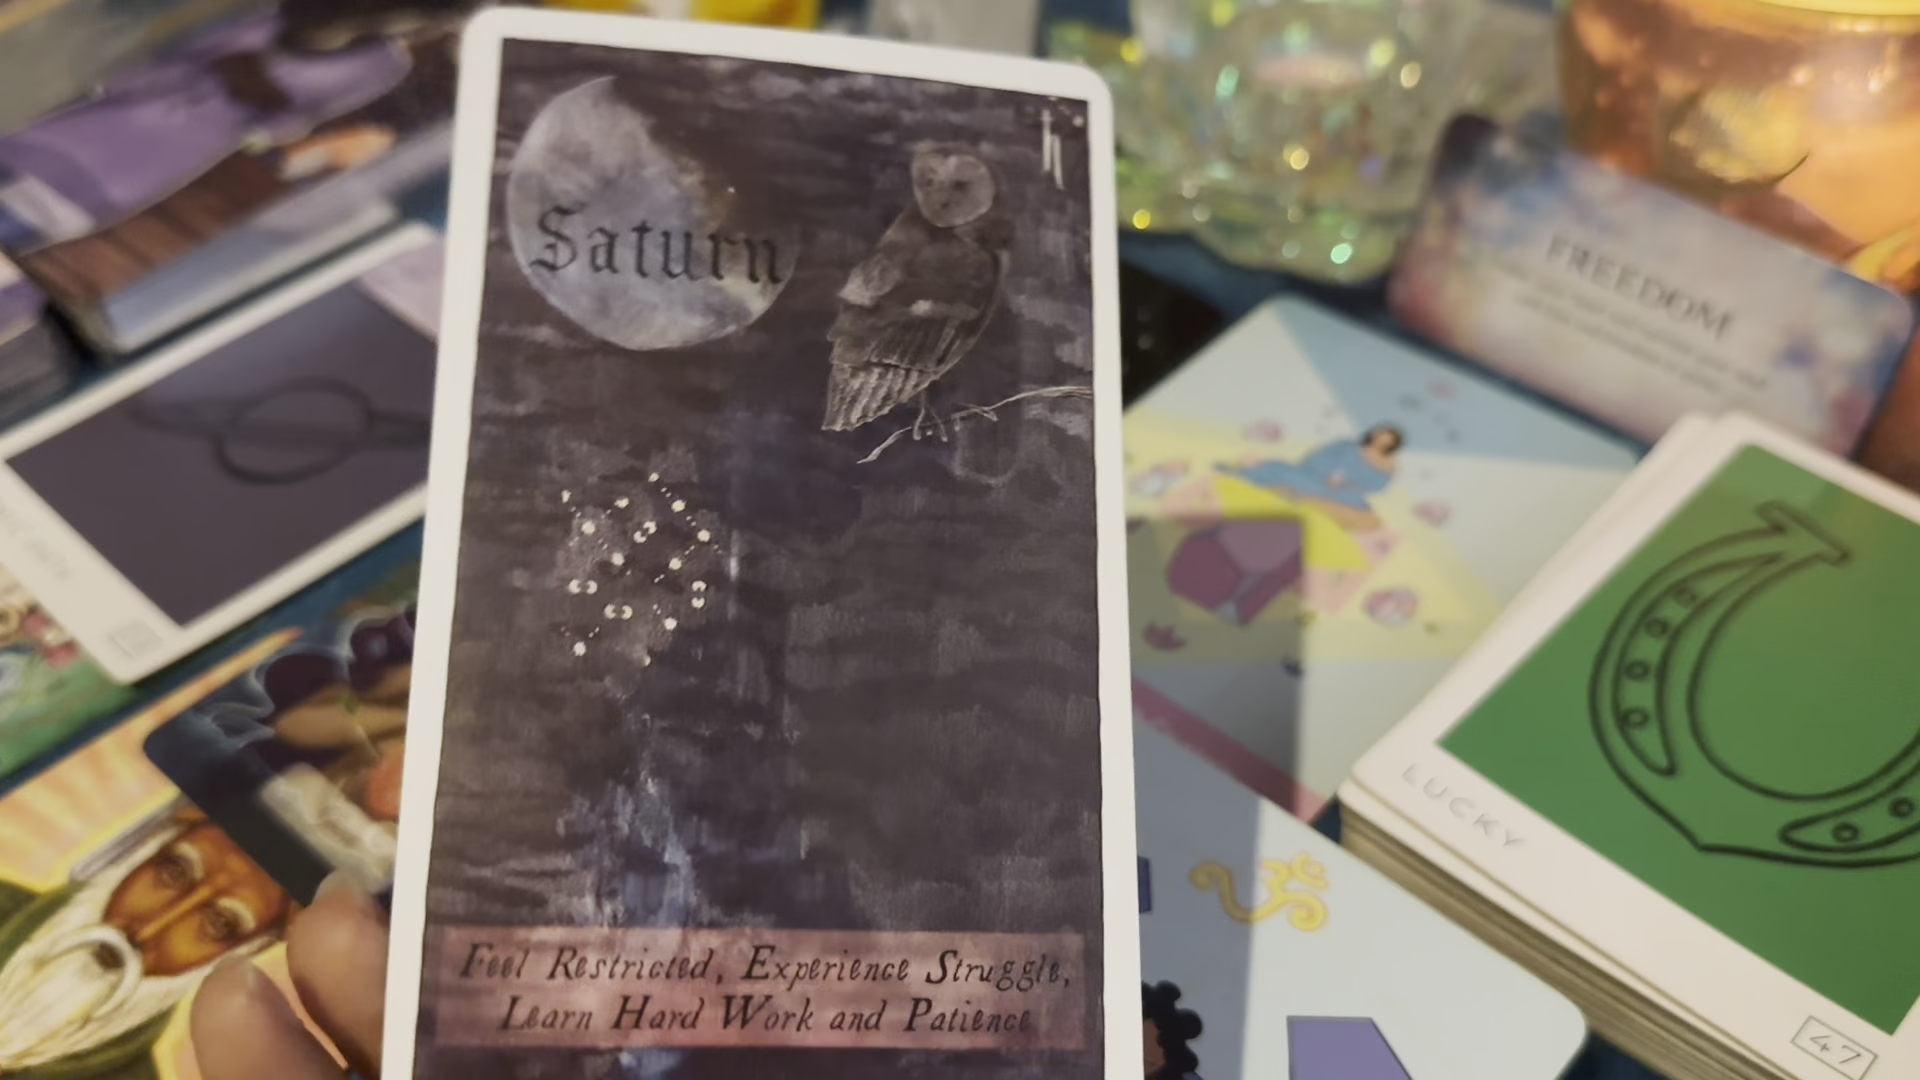 Saturn
Feel Restricted, Experience Struggle,
Learn Hard Work and Patience
FREEDOM
LUCKY
47